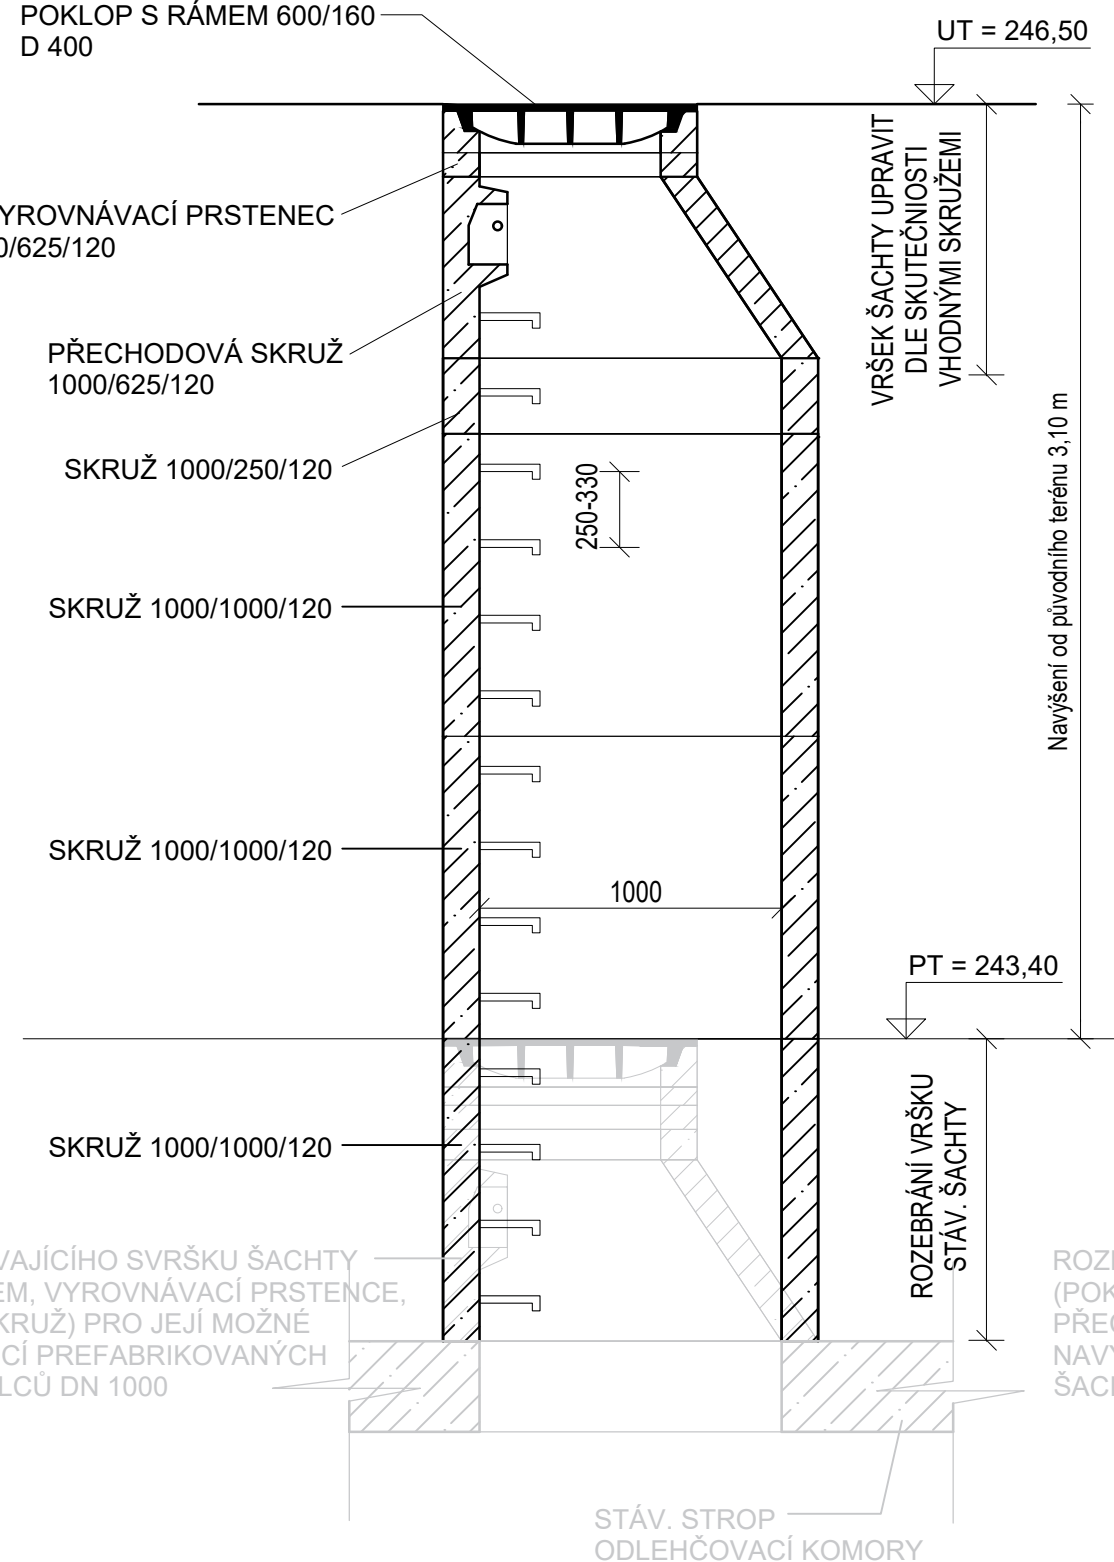 POKLOP S RÁMEM 600/160
D 400
UT = 246,50
VRŠEK ŠACHTY UPRAVIT
DLE SKUTEČNIOSTI
VHODNÝMI SKRUŽEMI
YROVNÁVACÍ PRSTENEC
0/625/120
PŘECHODOVÁ SKRUŽ
1000/625/120
SKRUŽ 1000/250/120
250-330
Navýšení od původního terénu 3,10 m
SKRUŽ 1000/1000/120
SKRUŽ 1000/1000/120
1000
PT = 243,40
SKRUŽ 1000/1000/120
ROZEBRÁNÍ VRŠKU
STÁV. ŠACHTY
VAJÍCÍHO SVRŠKU ŠACHTY
EM, VYROVNÁVACÍ PRSTENCE,
KRUŽ) PRO JEJÍ MOŽNÉ
CÍ PREFABRIKOVANÝCH
LCŮ DN 1000
ROZE
(POK
PŘEC
NAVÝ
ŠACH
STÁV. STROP
ODLEHČOVACÍ KOMORY